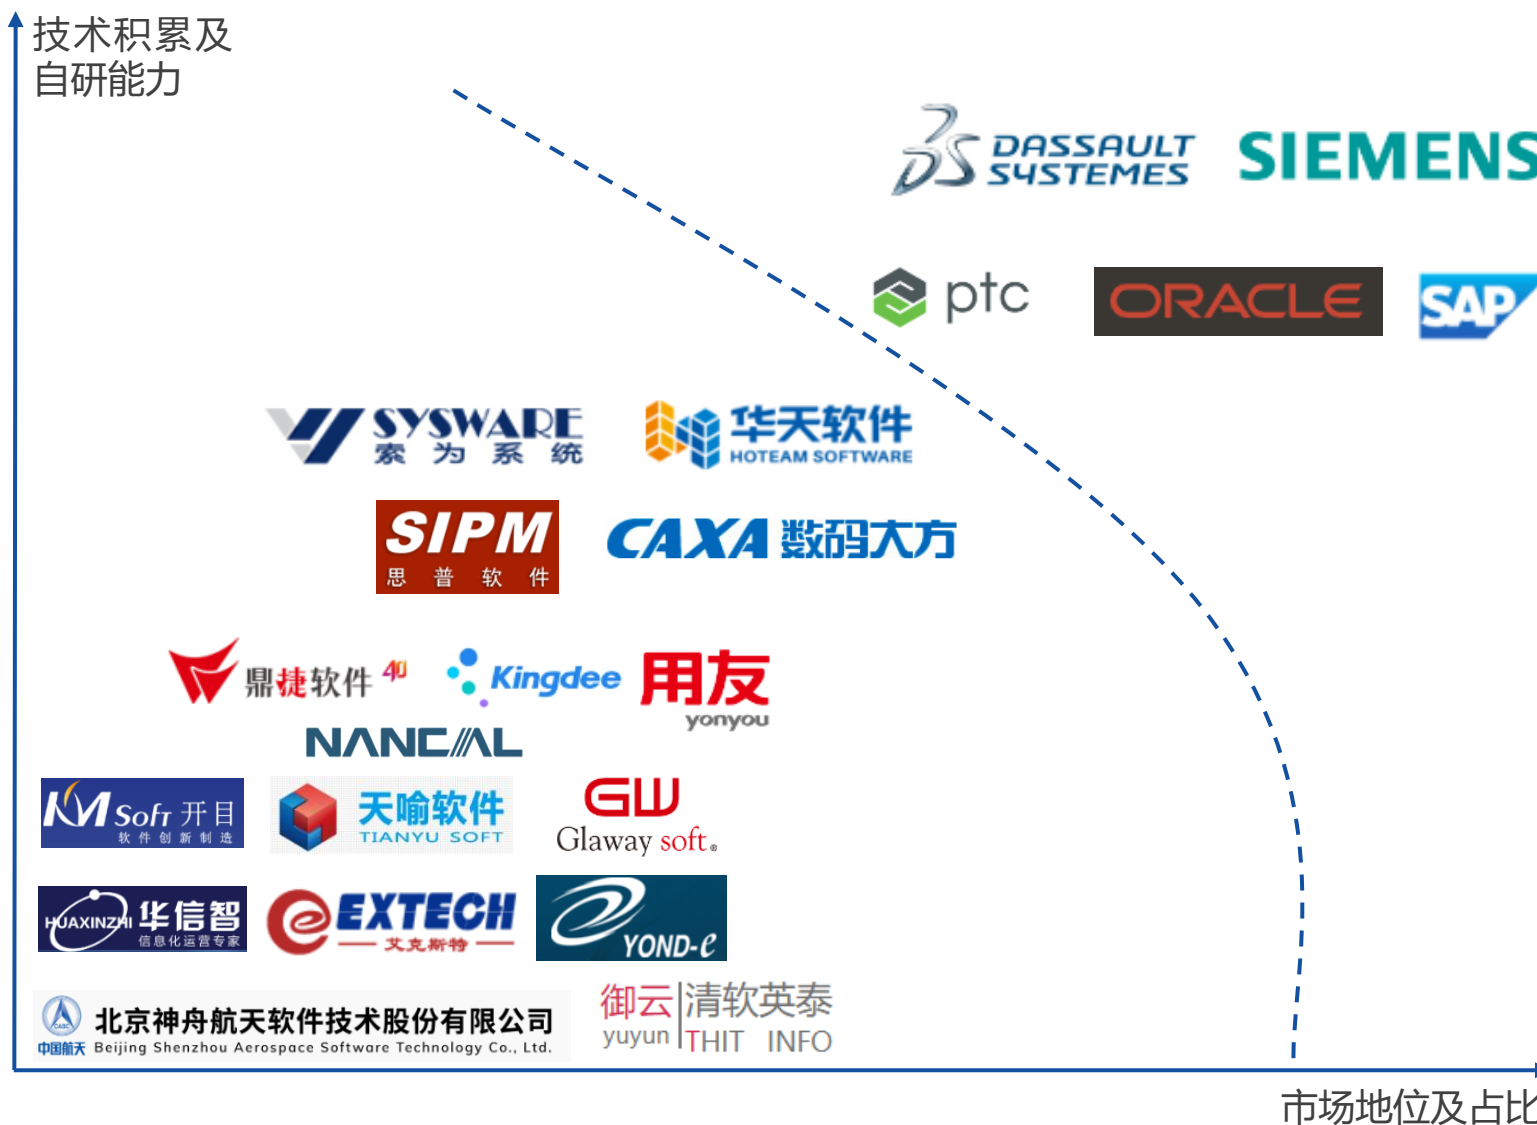 技术积累及
自研能力
DASSAULT
SYSTEMES
SIEMENS
ptc
ORACLE
SAP
SYSWARE
索为系统
华天软件
HOTEAM SOFTWARE
SIPM
思普软件
CAXA 数码大方
鼎捷软件 40
Kingdee
用友
yonyou
NANCAL
KMSoft 开目
软件创新制造
天喻软件
TIANYU SOFT
GW
Glaway soft®
HUAXINZHI 华信智
信息化运营专家
e EXTECH
艾克斯特
YOND-e
CASC
中国航天
北京神舟航天软件技术股份有限公司
Beijing Shenzhou Aerospace Software Technology Co., Ltd.
御云 清软英泰
yuyun THIT INFO
市场地位及占比